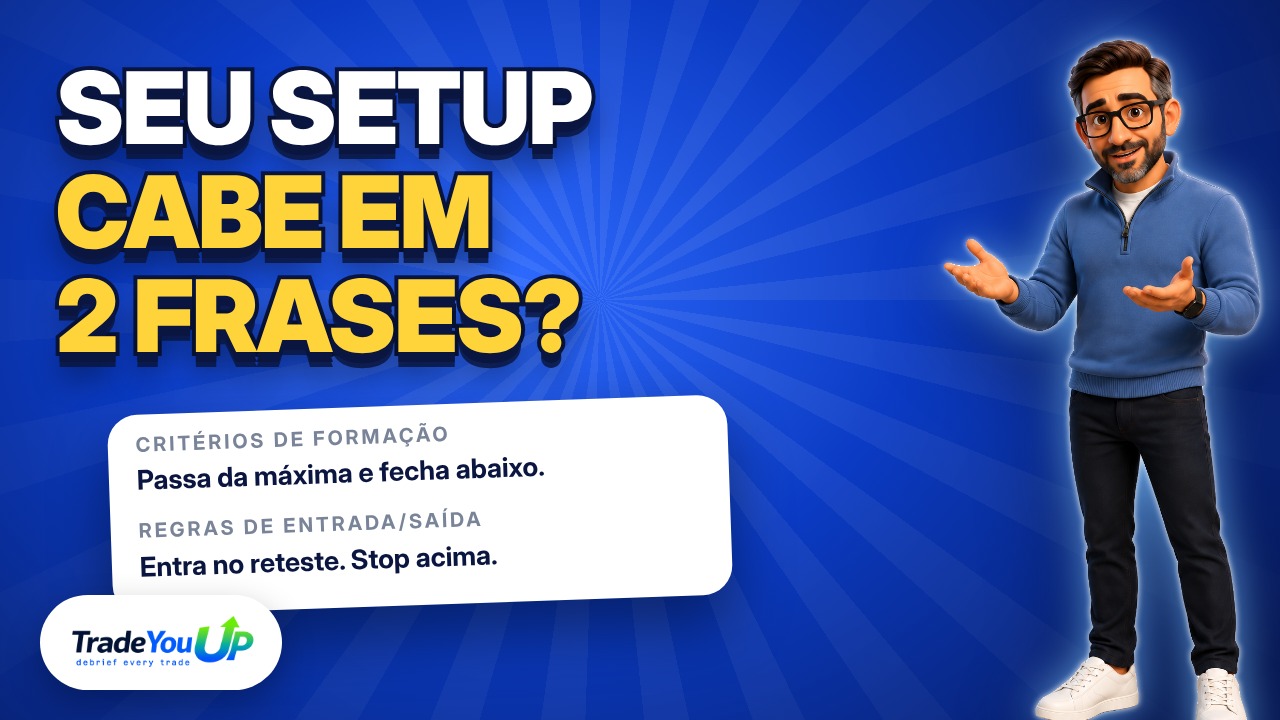 SEU SETUP
CABE EM
2 FRASES?
CRITÉRIOS DE FORMAÇÃO
Passa da máxima e fecha abaixo.
REGRAS DE ENTRADA/SAÍDA
Entra no reteste. Stop acima.
TradeYouUp
debrief every trade